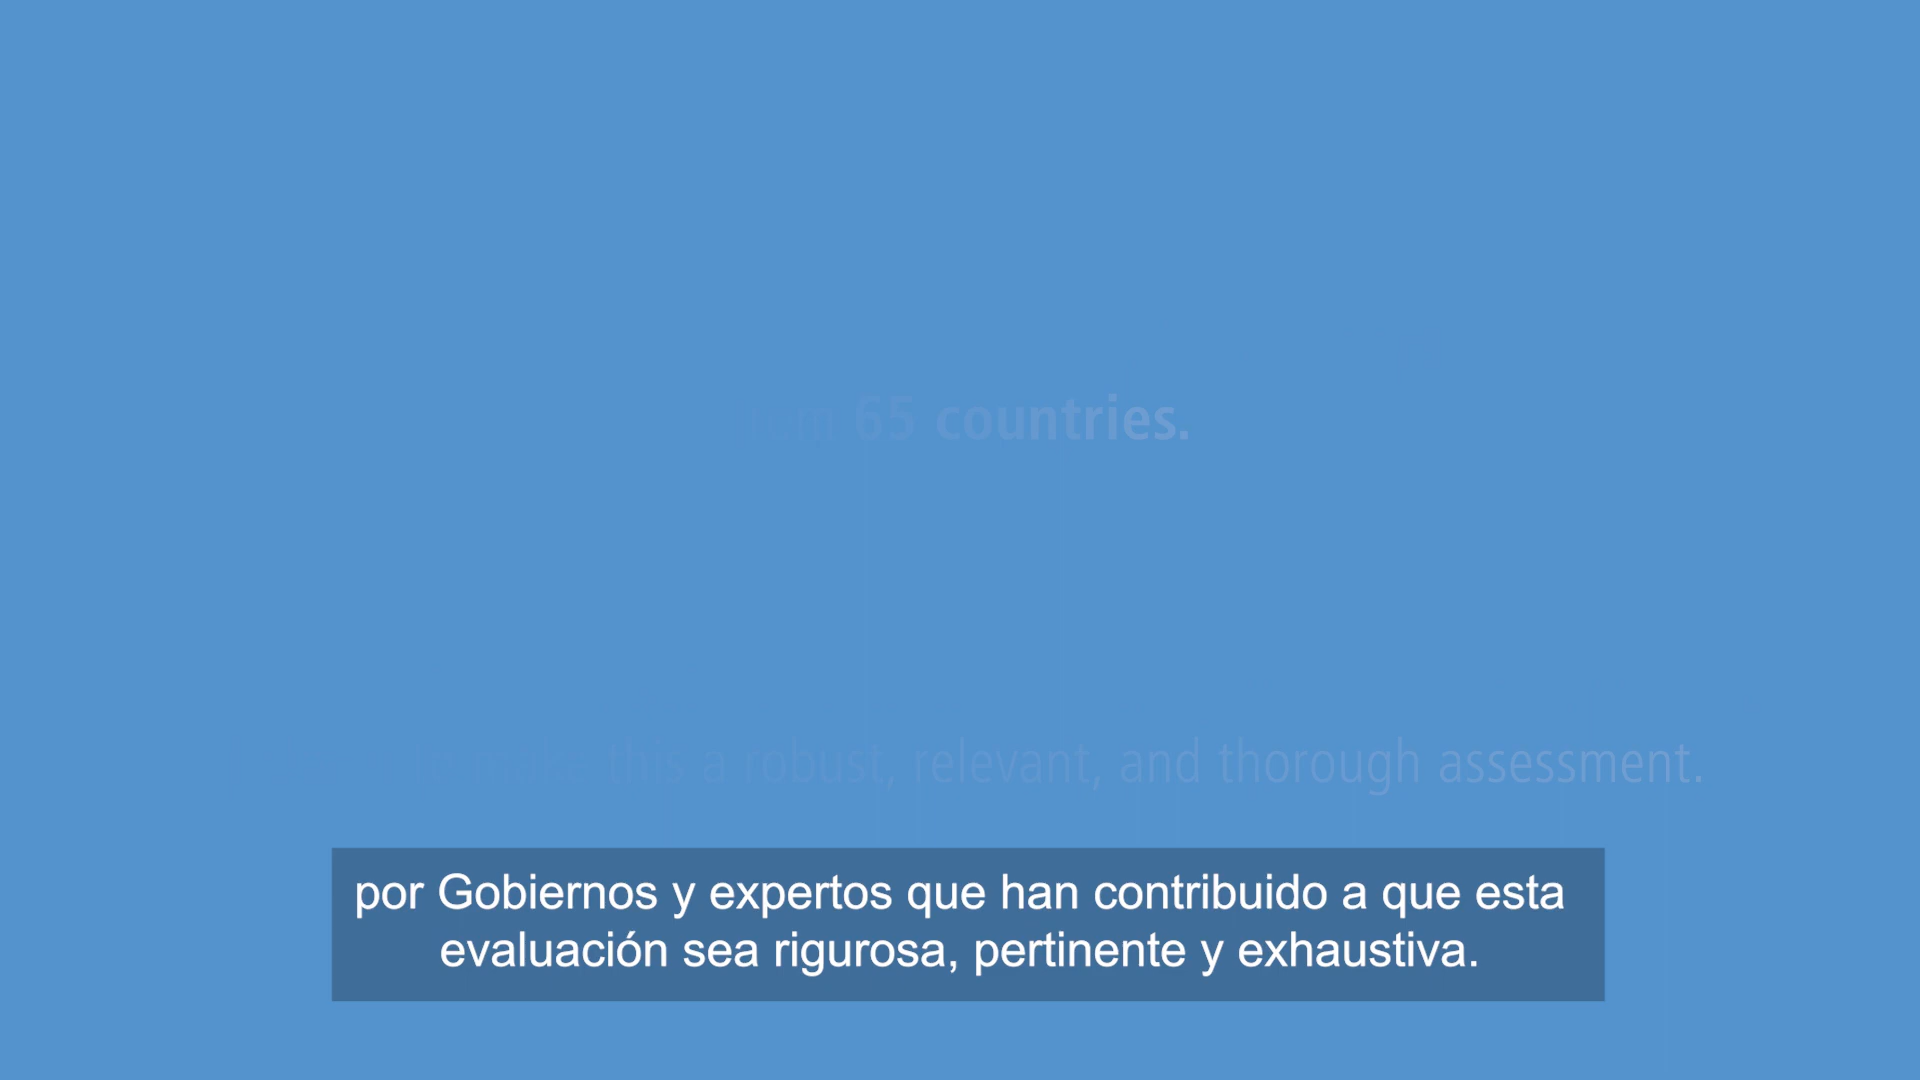 from 65 countries.
this a robust, relevant, and thorough assessment.
por Gobiernos y expertos que han contribuido a que esta
evaluación sea rigurosa, pertinente y exhaustiva.